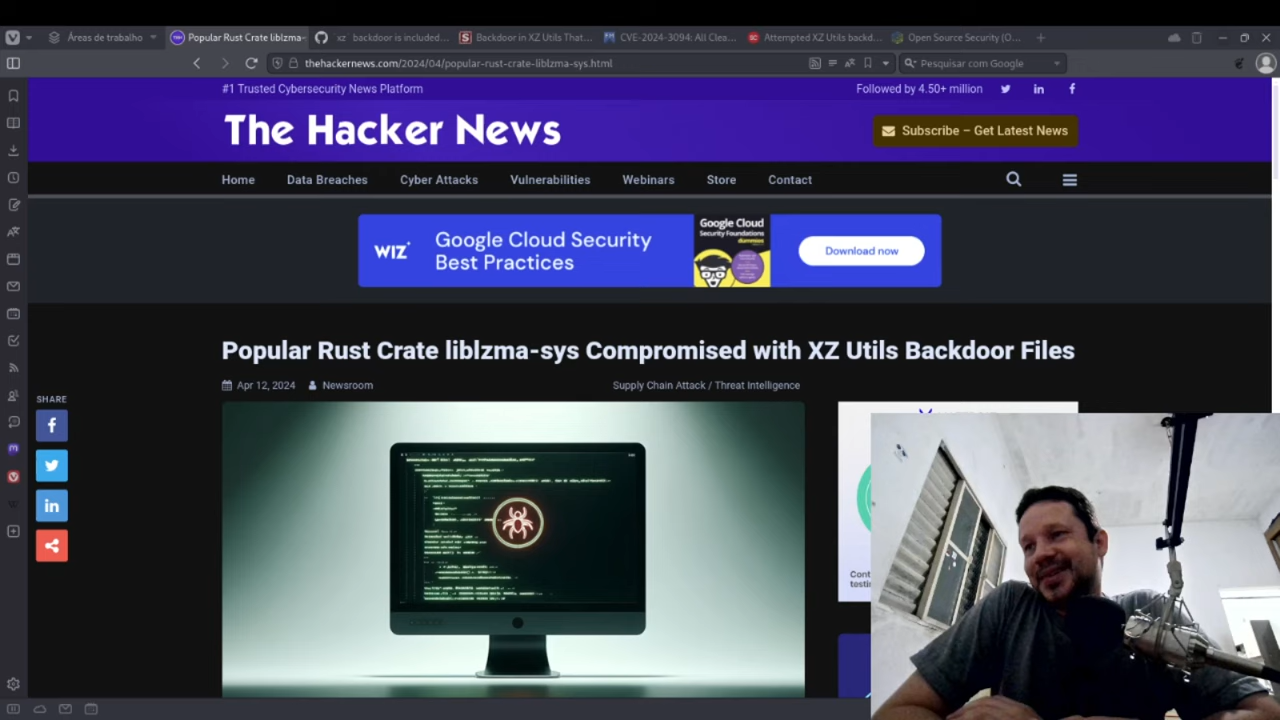 Áreas de trabalho
Popular Rust Crate liblzma-
xz backdoor is included...
Backdoor in XZ Utils That...
CVE-2024-3094: All Clea...
Attempted XZ Utils backd...
Open Source Security (O...
thehackernews.com/2024/04/popular-rust-crate-liblzma-sys.html
Pesquisar com Google
#1 Trusted Cybersecurity News Platform
Followed by 4.50+ million
The Hacker News
Subscribe – Get Latest News
Home
Data Breaches
Cyber Attacks
Vulnerabilities
Webinars
Store
Contact
WIZ
Google Cloud Security
Best Practices
Google Cloud
Security Foundations
dummies
Download now
Popular Rust Crate liblzma-sys Compromised with XZ Utils Backdoor Files
Apr 12, 2024
Newsroom
Supply Chain Attack / Threat Intelligence
SHARE
Cont
testin